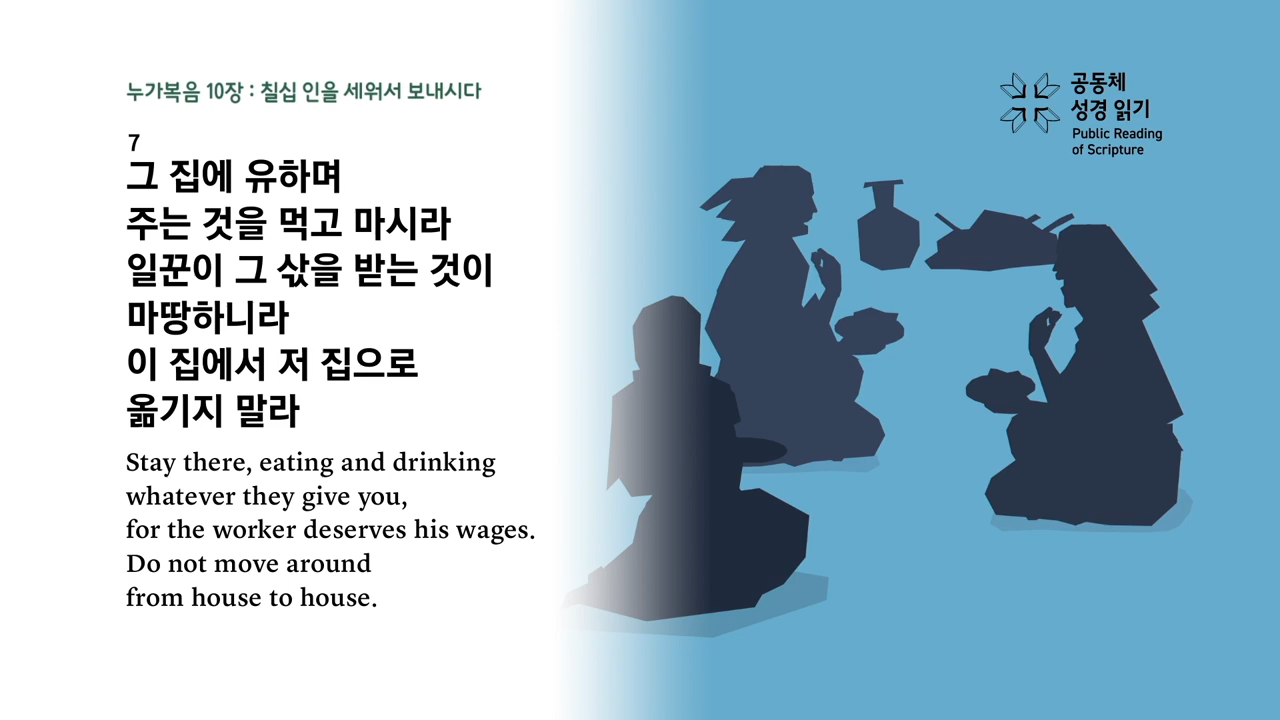 누가복음 10장 : 칠십 인을 세워서 보내시다
7
그 집에 유하며
주는 것을 먹고 마시라
일꾼이 그 삯을 받는 것이
마땅하니라
이 집에서 저 집으로
옮기지 말라
Stay there, eating and drinking
whatever they give you,
for the worker deserves his wages.
Do not move around
from house to house.
공동체
성경 읽기
Public Reading
of Scripture